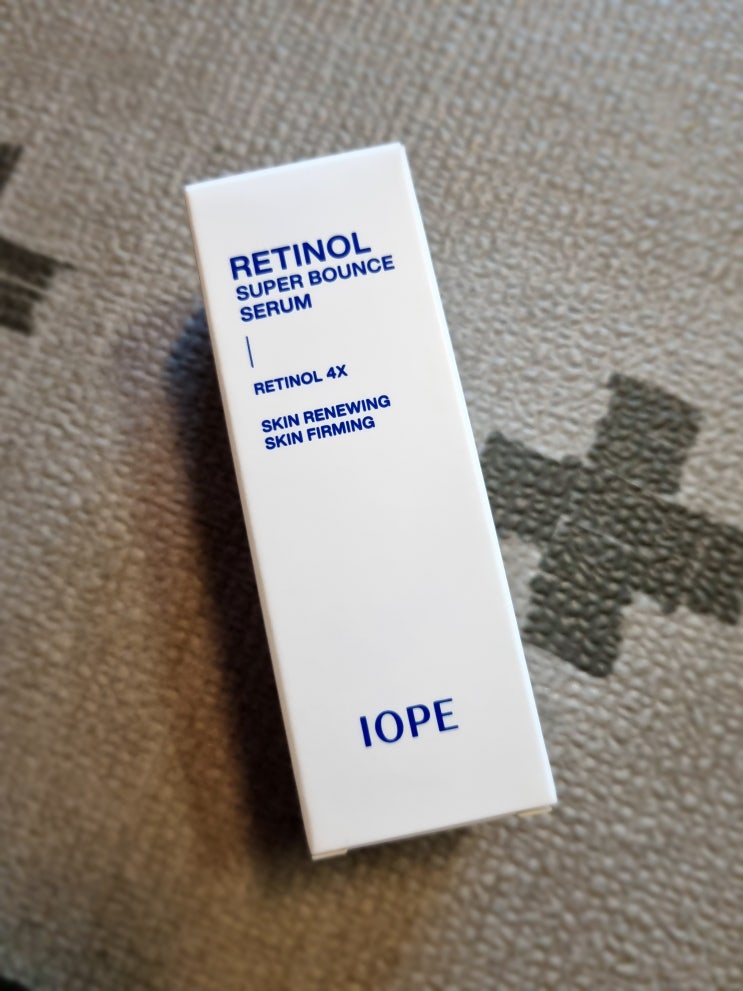 RETINOL
SUPER BOUNCE
SERUM
RETINOL 4X
SKIN RENEWING
SKIN FIRMING
IOPE